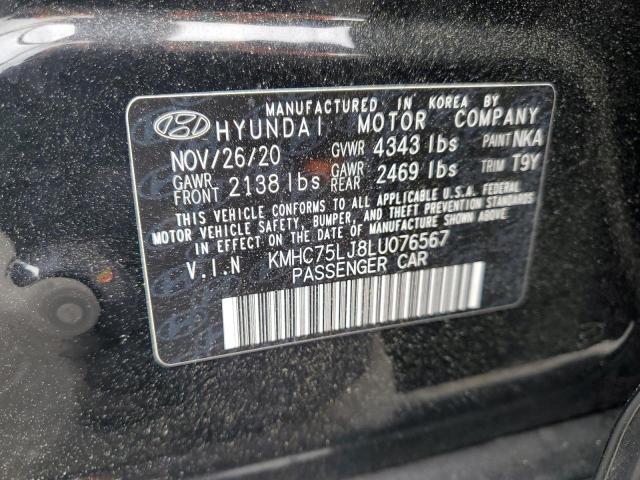 MANUFACTURED IN KOREA BY
HYUNDAI MOTOR COMPANY
NOV/26/20 GVWR 4343 lbs PAINT NKA
GAWR FRONT 2138 lbs GAWR REAR 2469 lbs TRIM T9Y
THIS VEHICLE CONFORMS TO ALL APPLICABLE U.S.A. FEDERAL
MOTOR VEHICLE SAFETY, BUMPER, AND THEFT PREVENTION STANDARDS
IN EFFECT ON THE DATE OF MANUFACTURE SHOWN ABOVE.
V.I.N KMHC75LJ8LU076567
PASSENGER CAR